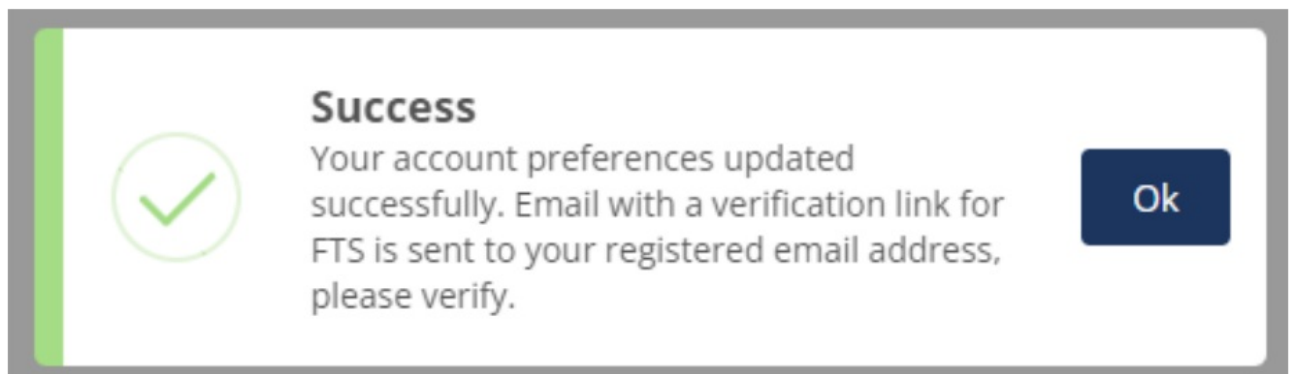 Success
Your account preferences updated
successfully. Email with a verification link for
FTS is sent to your registered email address,
please verify.
Ok